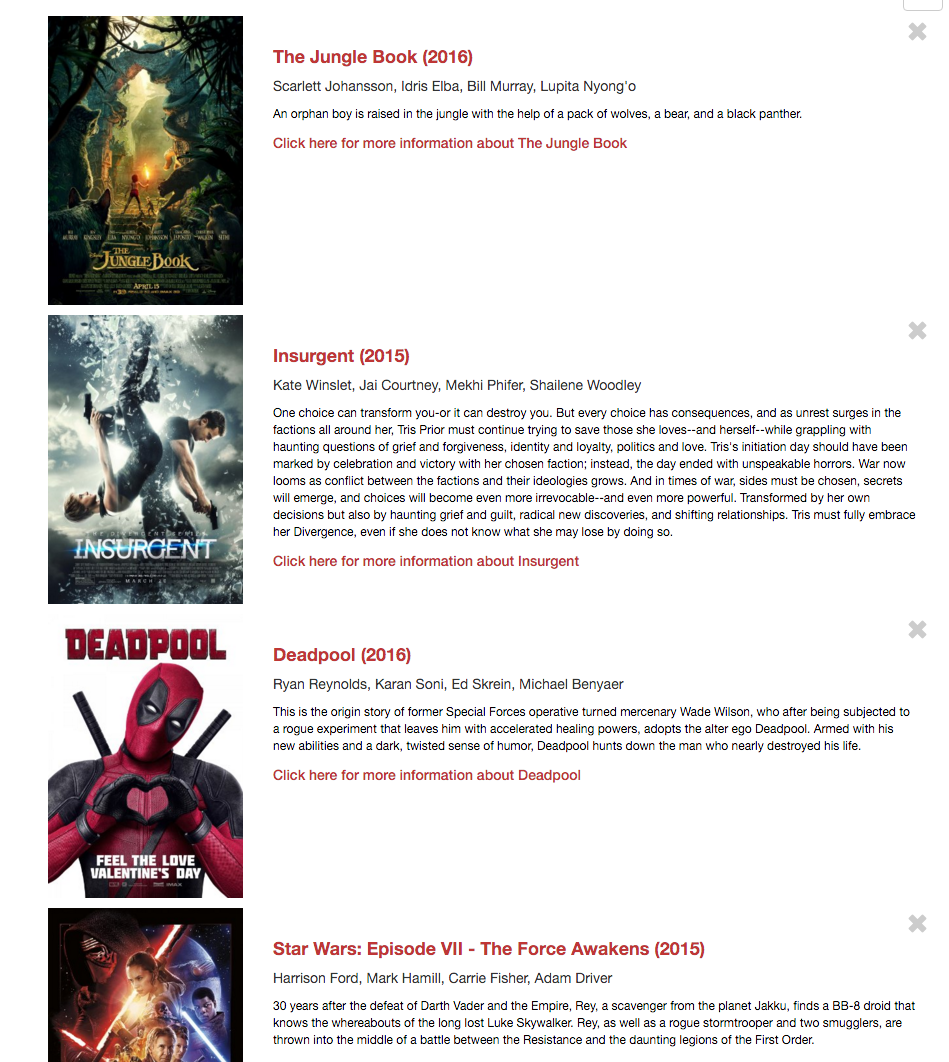 The Jungle Book (2016)
Scarlett Johansson, Idris Elba, Bill Murray, Lupita Nyong'o
An orphan boy is raised in the jungle with the help of a pack of wolves, a bear, and a black panther.
Click here for more information about The Jungle Book
THE
JUNGLE BOOK
APRIL 15
Insurgent (2015)
Kate Winslet, Jai Courtney, Mekhi Phifer, Shailene Woodley
One choice can transform you-or it can destroy you. But every choice has consequences, and as unrest surges in the
factions all around her, Tris Prior must continue trying to save those she loves--and herself--while grappling with
haunting questions of grief and forgiveness, identity and loyalty, politics and love. Tris's initiation day should have been
marked by celebration and victory with her chosen faction; instead, the day ended with unspeakable horrors. War now
looms as conflict between the factions and their ideologies grows. And in times of war, sides must be chosen, secrets
will emerge, and choices will become even more irrevocable--and even more powerful. Transformed by her own
decisions but also by haunting grief and guilt, radical new discoveries, and shifting relationships. Tris must fully embrace
her Divergence, even if she does not know what she may lose by doing so.
Click here for more information about Insurgent
THE DIVERGENT SERIES
INSURGENT
MARCH
DEADPOOL
Deadpool (2016)
Ryan Reynolds, Karan Soni, Ed Skrein, Michael Benyaer
This is the origin story of former Special Forces operative turned mercenary Wade Wilson, who after being subjected to
a rogue experiment that leaves him with accelerated healing powers, adopts the alter ego Deadpool. Armed with his
new abilities and a dark, twisted sense of humor, Deadpool hunts down the man who nearly destroyed his life.
Click here for more information about Deadpool
FEEL THE LOVE
VALENTINE'S DAY
IMAX
Star Wars: Episode VII - The Force Awakens (2015)
Harrison Ford, Mark Hamill, Carrie Fisher, Adam Driver
30 years after the defeat of Darth Vader and the Empire, Rey, a scavenger from the planet Jakku, finds a BB-8 droid that
knows the whereabouts of the long lost Luke Skywalker. Rey, as well as a rogue stormtrooper and two smugglers, are
thrown into the middle of a battle between the Resistance and the daunting legions of the First Order.